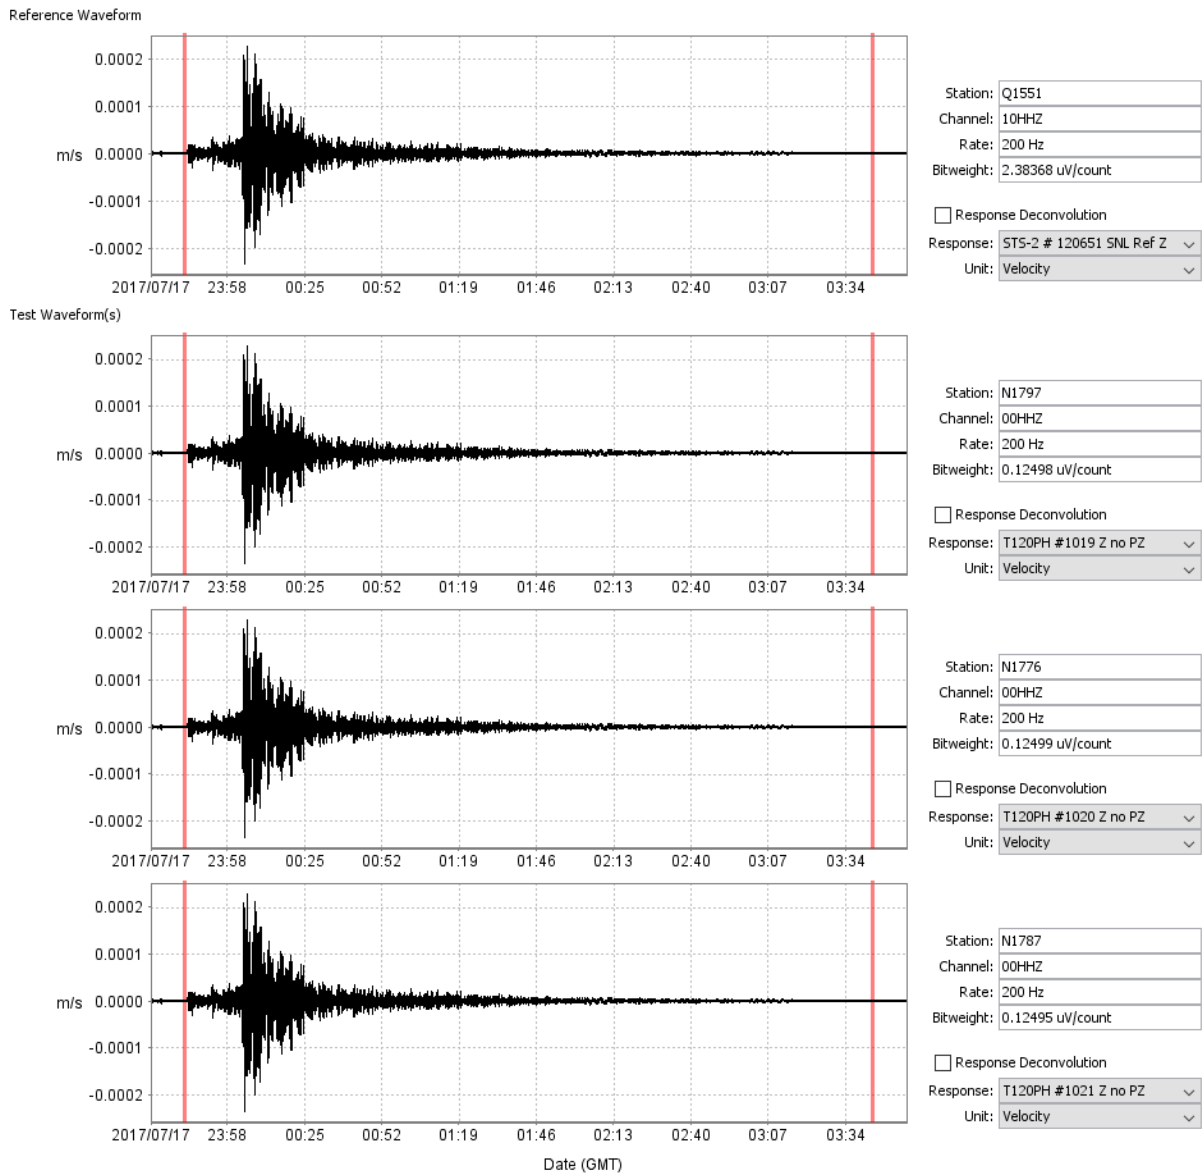 Reference Waveform
0.0002
0.0001
m/s 0.0000
-0.0001
-0.0002
2017/07/17 23:58 00:25 00:52 01:19 01:46 02:13 02:40 03:07 03:34
Station: Q1551
Channel: 10HHZ
Rate: 200 Hz
Bitweight: 2.38368 uV/count
Response Deconvolution
Response: STS-2 # 120651 SNL Ref Z
Unit: Velocity
Test Waveform(s)
0.0002
0.0001
m/s 0.0000
-0.0001
-0.0002
2017/07/17 23:58 00:25 00:52 01:19 01:46 02:13 02:40 03:07 03:34
Station: N1797
Channel: 00HHZ
Rate: 200 Hz
Bitweight: 0.12498 uV/count
Response Deconvolution
Response: T120PH #1019 Z no PZ
Unit: Velocity
0.0002
0.0001
m/s 0.0000
-0.0001
-0.0002
2017/07/17 23:58 00:25 00:52 01:19 01:46 02:13 02:40 03:07 03:34
Station: N1776
Channel: 00HHZ
Rate: 200 Hz
Bitweight: 0.12499 uV/count
Response Deconvolution
Response: T120PH #1020 Z no PZ
Unit: Velocity
0.0002
0.0001
m/s 0.0000
-0.0001
-0.0002
2017/07/17 23:58 00:25 00:52 01:19 01:46 02:13 02:40 03:07 03:34
Date (GMT)
Station: N1787
Channel: 00HHZ
Rate: 200 Hz
Bitweight: 0.12495 uV/count
Response Deconvolution
Response: T120PH #1021 Z no PZ
Unit: Velocity